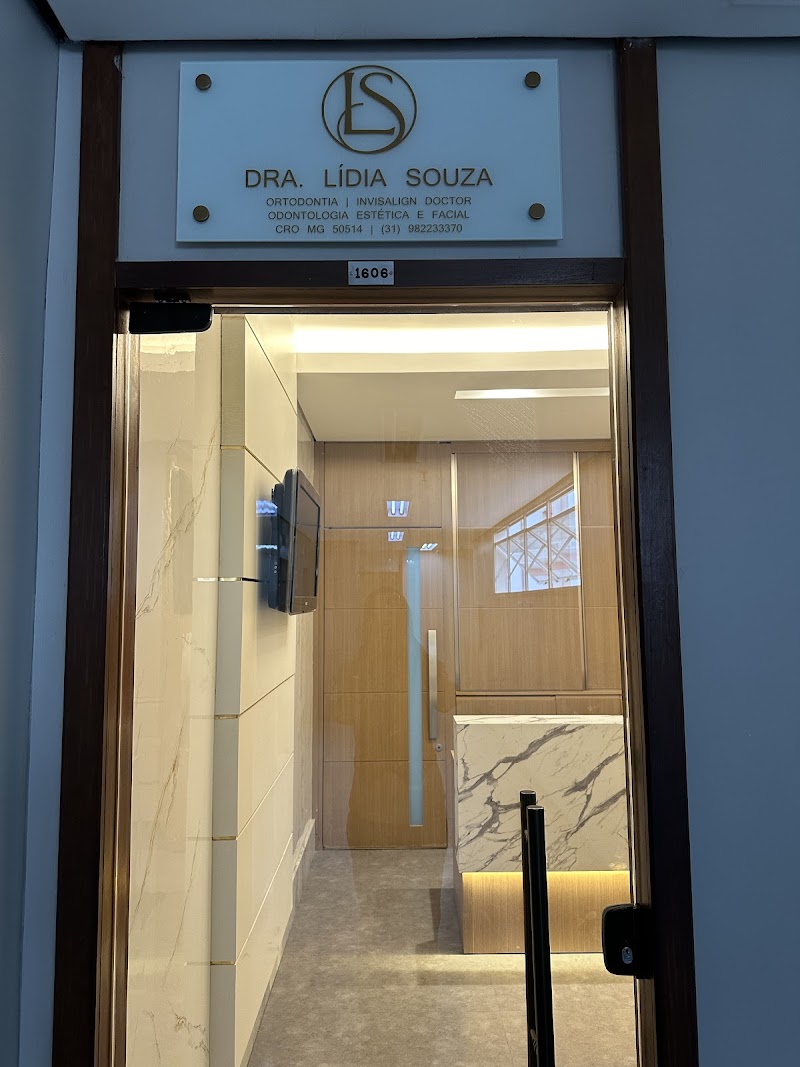 LS
DRA. LÍDIA SOUZA
ORTODONTIA | INVISALIGN DOCTOR
ODONTOLOGIA ESTÉTICA E FACIAL
CRO MG 50514 | (31) 982233370
1606